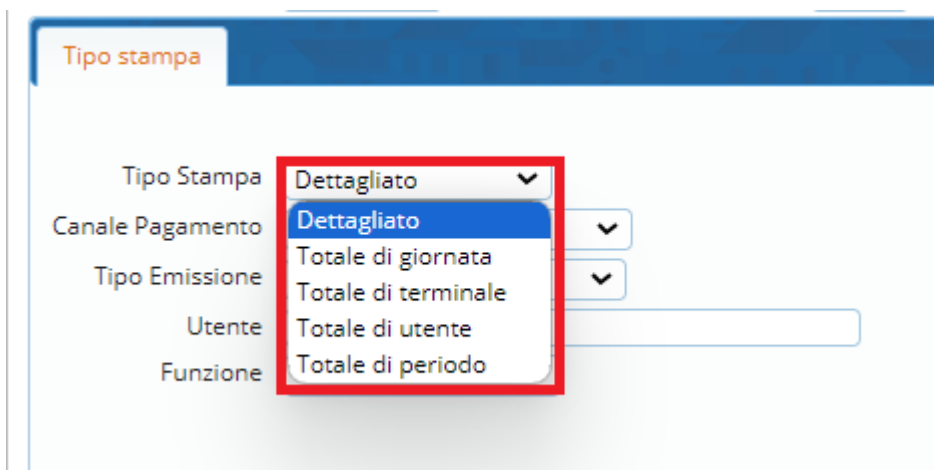 Tipo stampa
Tipo Stampa Dettagliato
Canale Pagamento Dettagliato
Totale di giornata
Tipo Emissione Totale di terminale
Utente Totale di utente
Funzione Totale di periodo